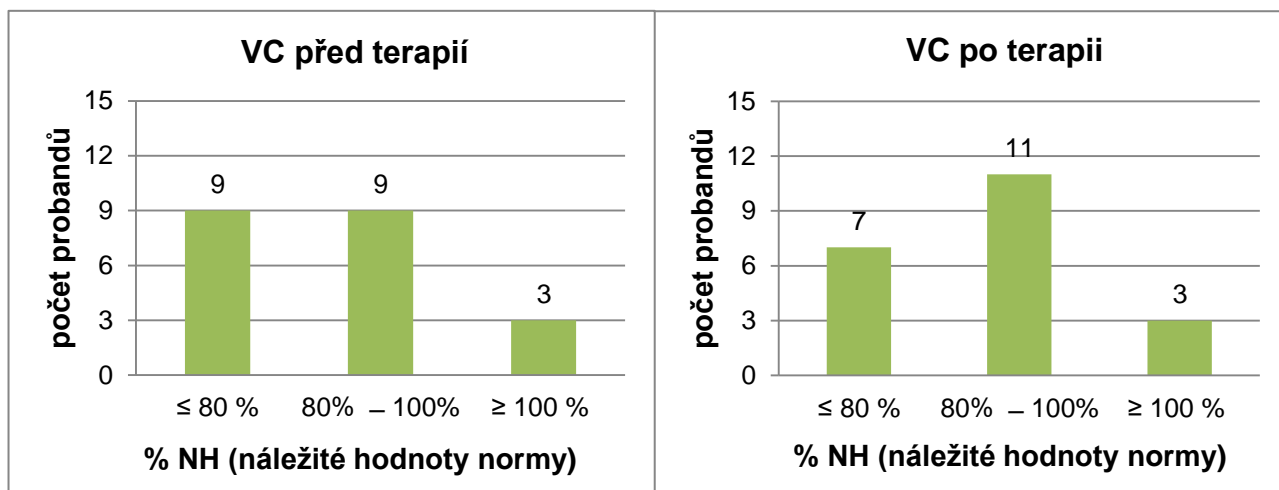 VC před terapií
počet probandů
15
12
9
6
3
0
9
9
3
≤ 80 %
80% – 100%
≥ 100 %
% NH (náležité hodnoty normy)
VC po terapii
počet probandů
15
12
9
6
3
0
7
11
3
≤ 80 %
80% – 100%
≥ 100 %
% NH (náležité hodnoty normy)